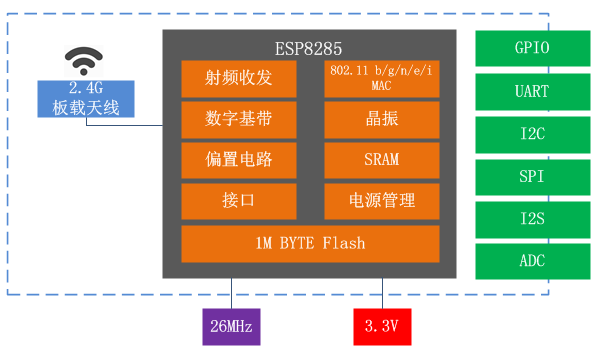 ESP8285
2.4G
板载天线
射频收发
802.11 b/g/n/e/i
MAC
数字基带
晶振
偏置电路
SRAM
接口
电源管理
1M BYTE Flash
GPIO
UART
I2C
SPI
I2S
ADC
26MHz
3.3V